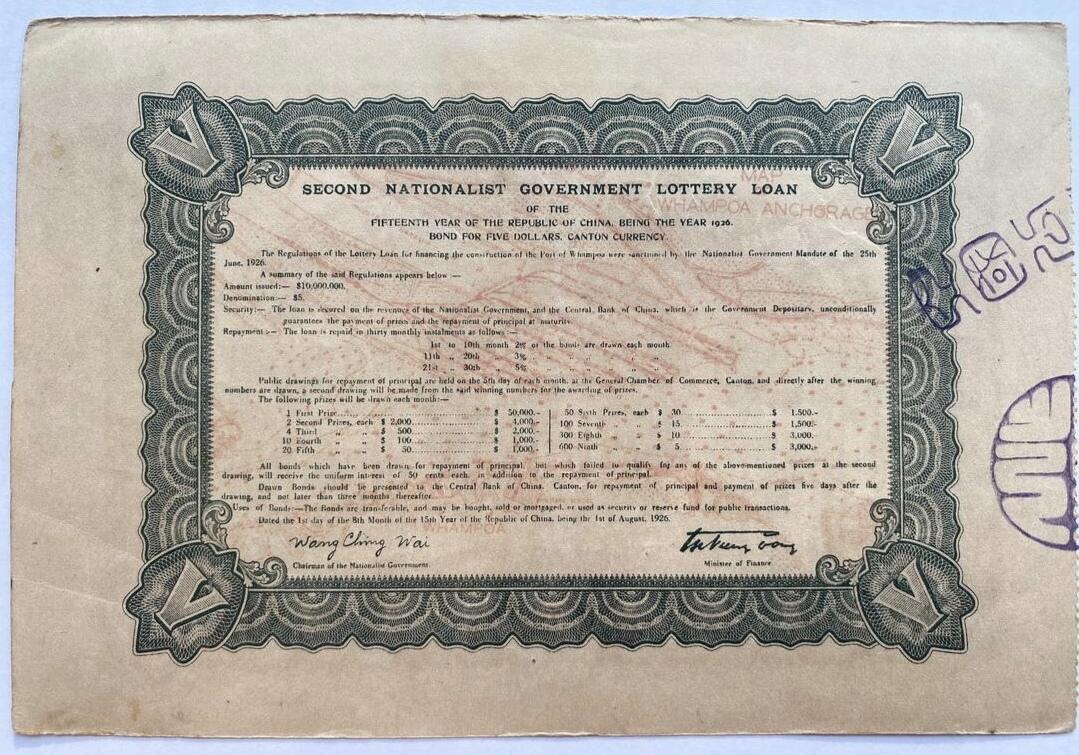 V
V
MAP
WHAMPOA ANCHORAGE
SECOND NATIONALIST GOVERNMENT LOTTERY LOAN
OF THE
FIFTEENTH YEAR OF THE REPUBLIC OF CHINA, BEING THE YEAR 1926.
BOND FOR FIVE DOLLARS, CANTON CURRENCY.
The Regulations of the Lottery Loan for financing the construction of the Port of Whampoa were sanctioned by the Nationalist Government Mandate of the 25th
June, 1926.
A summary of the said Regulations appears below :—
Amount issued:— $10,000,000.
Denomination:— $5.
Security:— The loan is secured on the revenues of the Nationalist Government, and the Central Bank of China, which is the Government Depositary, unconditionally
guarantees the payment of prizes and the repayment of principal at maturity.
Repayment :— The loan is repaid in thirty monthly instalments as follows :—
1st to 10th month 2% of the bonds are drawn each month.
11th „ 20th „ 3% „ „ „ „ „
21st „ 30th „ 5% „ „ „ „ „
Public drawings for repayment of principal are held on the 5th day of each month, at the General Chamber of Commerce, Canton, and directly after the winning
numbers are drawn, a second drawing will be made from the said winning numbers for the awarding of prizes.
The following prizes will be drawn each month:—
1 First Prize.......... $ 50,000.- 50 Sixth Prizes, each $ 30 .......... $ 1,500.-
2 Second Prizes, each $ 2,000.......... $ 4,000.- 100 Seventh „ „ $ 15 .......... $ 1,500.-
4 Third „ „ $ 500.......... $ 2,000.- 300 Eighth „ „ $ 10 .......... $ 3,000.-
10 Fourth „ „ $ 100.......... $ 1,000.- 600 Ninth „ „ $ 5 .......... $ 3,000.-
20 Fifth „ „ $ 50.......... $ 1,000.-
All bonds which have been drawn for repayment of principal, but which failed to qualify for any of the above-mentioned prizes at the second
drawing, will receive the uniform interest of 50 cents each, in addition to the repayment of principal.
Drawn Bonds should be presented to the Central Bank of China, Canton, for repayment of principal and payment of prizes five days after the
drawing, and not later than three months thereafter.
Uses of Bonds:—The Bonds are transferable, and may be bought, sold or mortgaged, or used as security or reserve fund for public transactions.
Dated the 1st day of the 8th Month of the 15th Year of the Republic of China, being the 1st of August, 1926.
Wang Ching Wai
Chairman of the Nationalist Government.
Minister of Finance
V
V